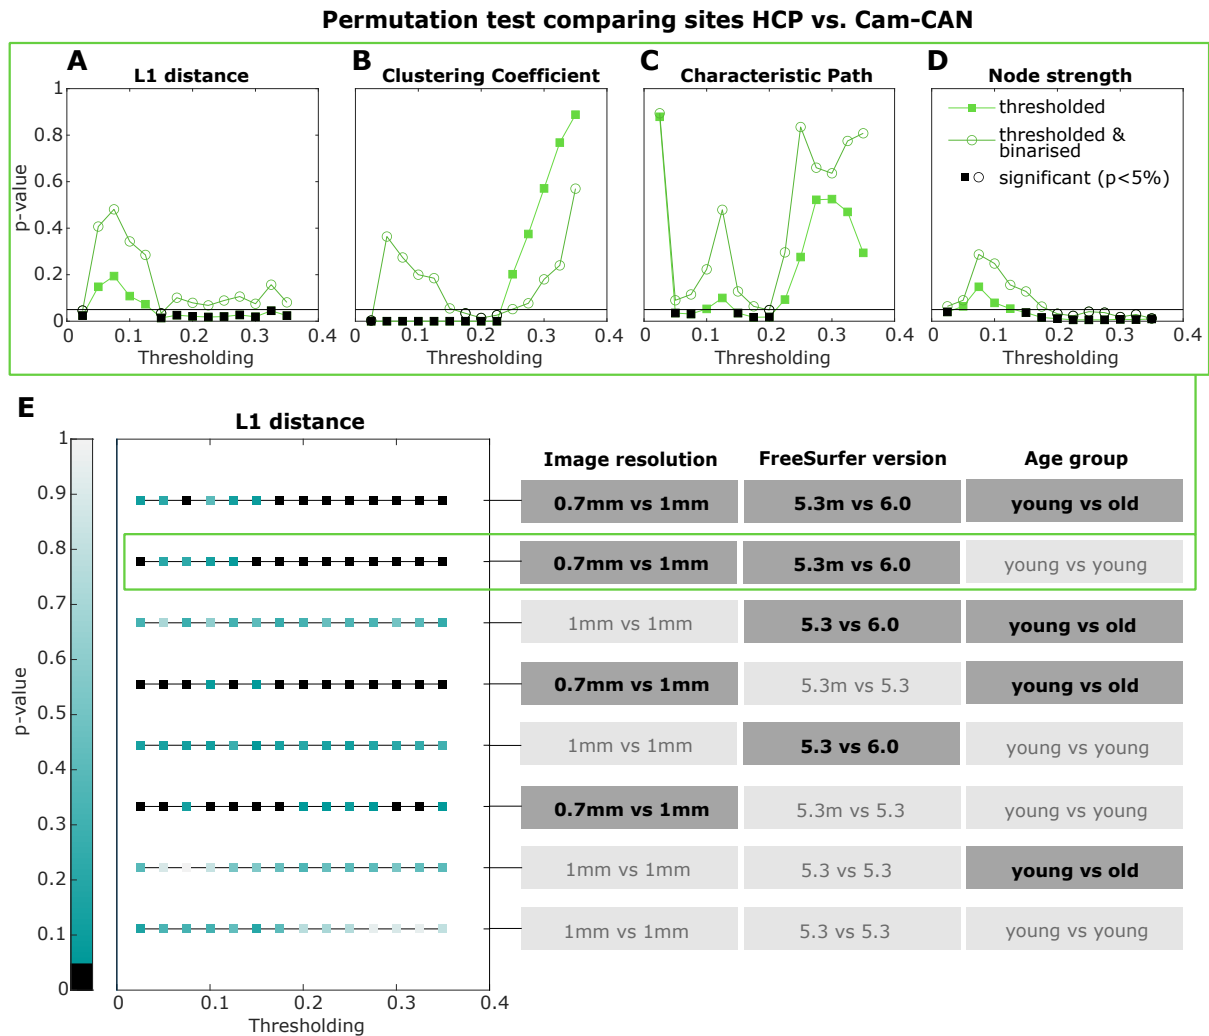 Permutation test comparing sites HCP vs. Cam-CAN
A
B
C
D
L1 distance
Clustering Coefficient
Characteristic Path
Node strength
1
0.8
0.6
0.4
0.2
0
p-value
0 0.1 0.2 0.3 0.4
0 0.1 0.2 0.3 0.4
0 0.1 0.2 0.3 0.4
0 0.1 0.2 0.3 0.4
Thresholding
Thresholding
Thresholding
Thresholding
thresholded
thresholded &
binarised
significant (p<5%)
E
L1 distance
1
0.9
0.8
0.7
0.6
0.5
0.4
0.3
0.2
0.1
0
p-value
0 0.1 0.2 0.3 0.4
Thresholding
Image resolution FreeSurfer version Age group
0.7mm vs 1mm 5.3m vs 6.0 young vs old
0.7mm vs 1mm 5.3m vs 6.0 young vs young
1mm vs 1mm 5.3 vs 6.0 young vs old
0.7mm vs 1mm 5.3m vs 5.3 young vs old
1mm vs 1mm 5.3 vs 6.0 young vs young
0.7mm vs 1mm 5.3m vs 5.3 young vs young
1mm vs 1mm 5.3 vs 5.3 young vs old
1mm vs 1mm 5.3 vs 5.3 young vs young